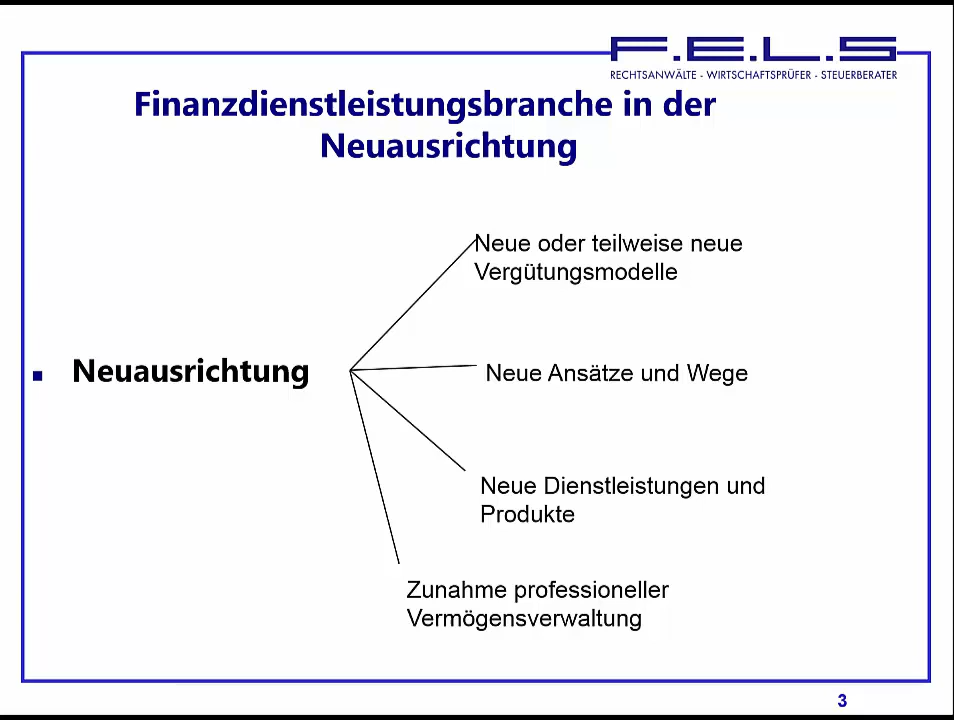 F.E.L.S
RECHTSANWÄLTE - WIRTSCHAFTSPRÜFER - STEUERBERATER
Finanzdienstleistungsbranche in der
Neuausrichtung
Neue oder teilweise neue
Vergütungsmodelle
Neuausrichtung
Neue Ansätze und Wege
Neue Dienstleistungen und
Produkte
Zunahme professioneller
Vermögensverwaltung
3